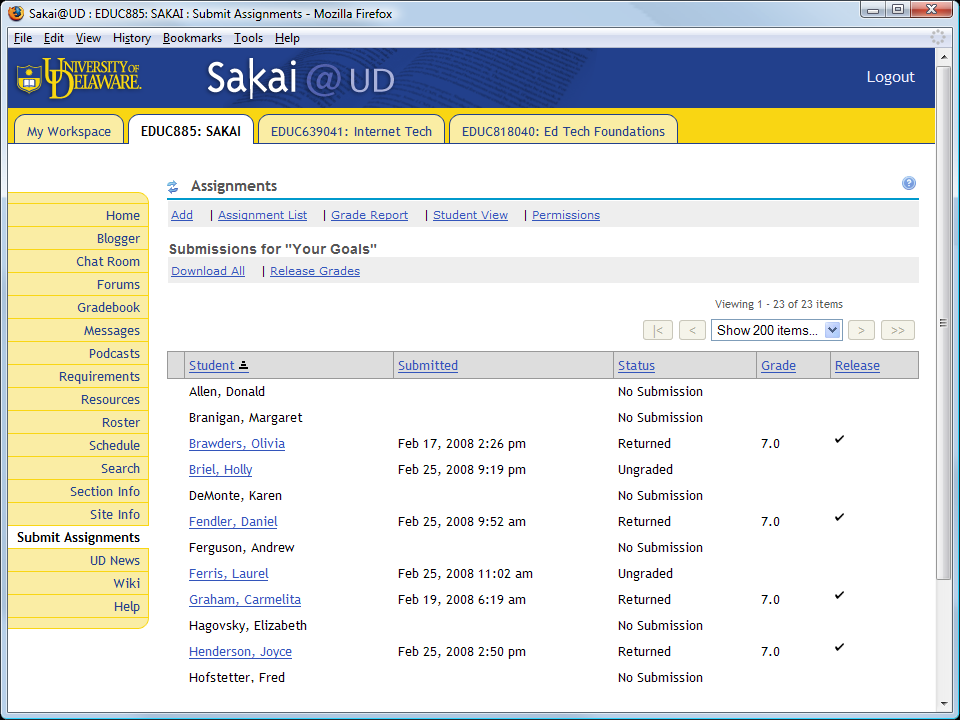 Sakai@UD : EDUC885: SAKAI : Submit Assignments - Mozilla Firefox
File Edit View History Bookmarks Tools Help
UNIVERSITY OF DELAWARE.
Sakai @ UD
Logout
My Workspace
EDUC885: SAKAI
EDUC639041: Internet Tech
EDUC818040: Ed Tech Foundations
Home
Blogger
Chat Room
Forums
Gradebook
Messages
Podcasts
Requirements
Resources
Roster
Schedule
Search
Section Info
Site Info
Submit Assignments
UD News
Wiki
Help
Assignments ?
Add | Assignment List | Grade Report | Student View | Permissions
Submissions for "Your Goals"
Download All | Release Grades
Viewing 1 - 23 of 23 items
|< < Show 200 items... > >>
Student Submitted Status Grade Release
Allen, Donald No Submission
Branigan, Margaret No Submission
Brawders, Olivia Feb 17, 2008 2:26 pm Returned 7.0 ✓
Briel, Holly Feb 25, 2008 9:19 pm Ungraded
DeMonte, Karen No Submission
Fendler, Daniel Feb 25, 2008 9:52 am Returned 7.0 ✓
Ferguson, Andrew No Submission
Ferris, Laurel Feb 25, 2008 11:02 am Ungraded
Graham, Carmelita Feb 19, 2008 6:19 am Returned 7.0 ✓
Hagovsky, Elizabeth No Submission
Henderson, Joyce Feb 25, 2008 2:50 pm Returned 7.0 ✓
Hofstetter, Fred No Submission